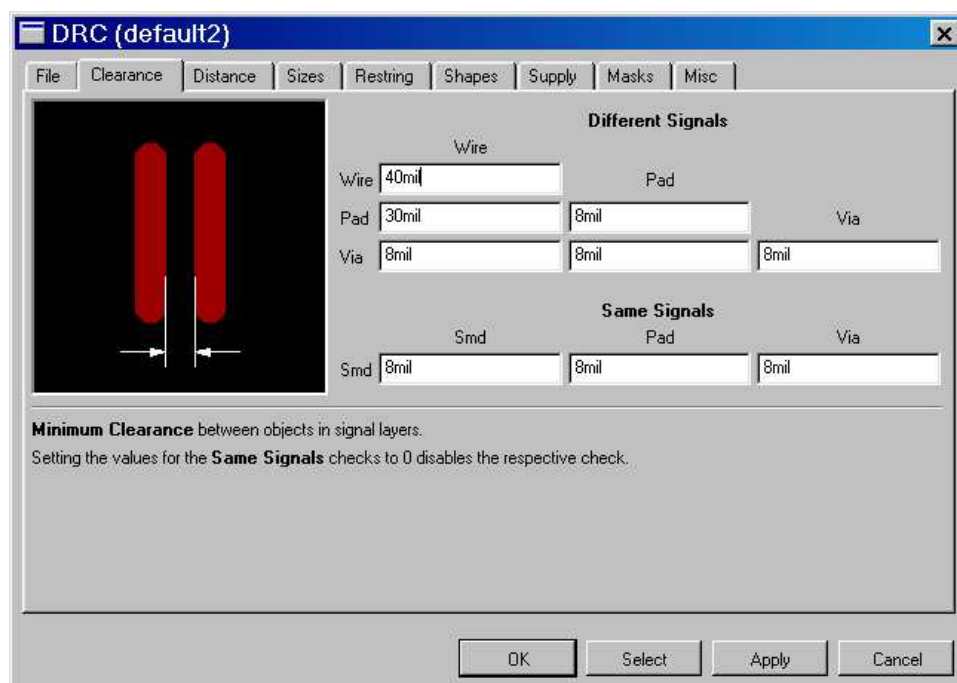 DRC (default2)
File Clearance Distance Sizes Restring Shapes Supply Masks Misc
Different Signals
Wire
Wire 40mil Pad
Pad 30mil 8mil Via
Via 8mil 8mil 8mil
Same Signals
Smd Pad Via
Smd 8mil 8mil 8mil
Minimum Clearance between objects in signal layers.
Setting the values for the Same Signals checks to 0 disables the respective check.
OK Select Apply Cancel